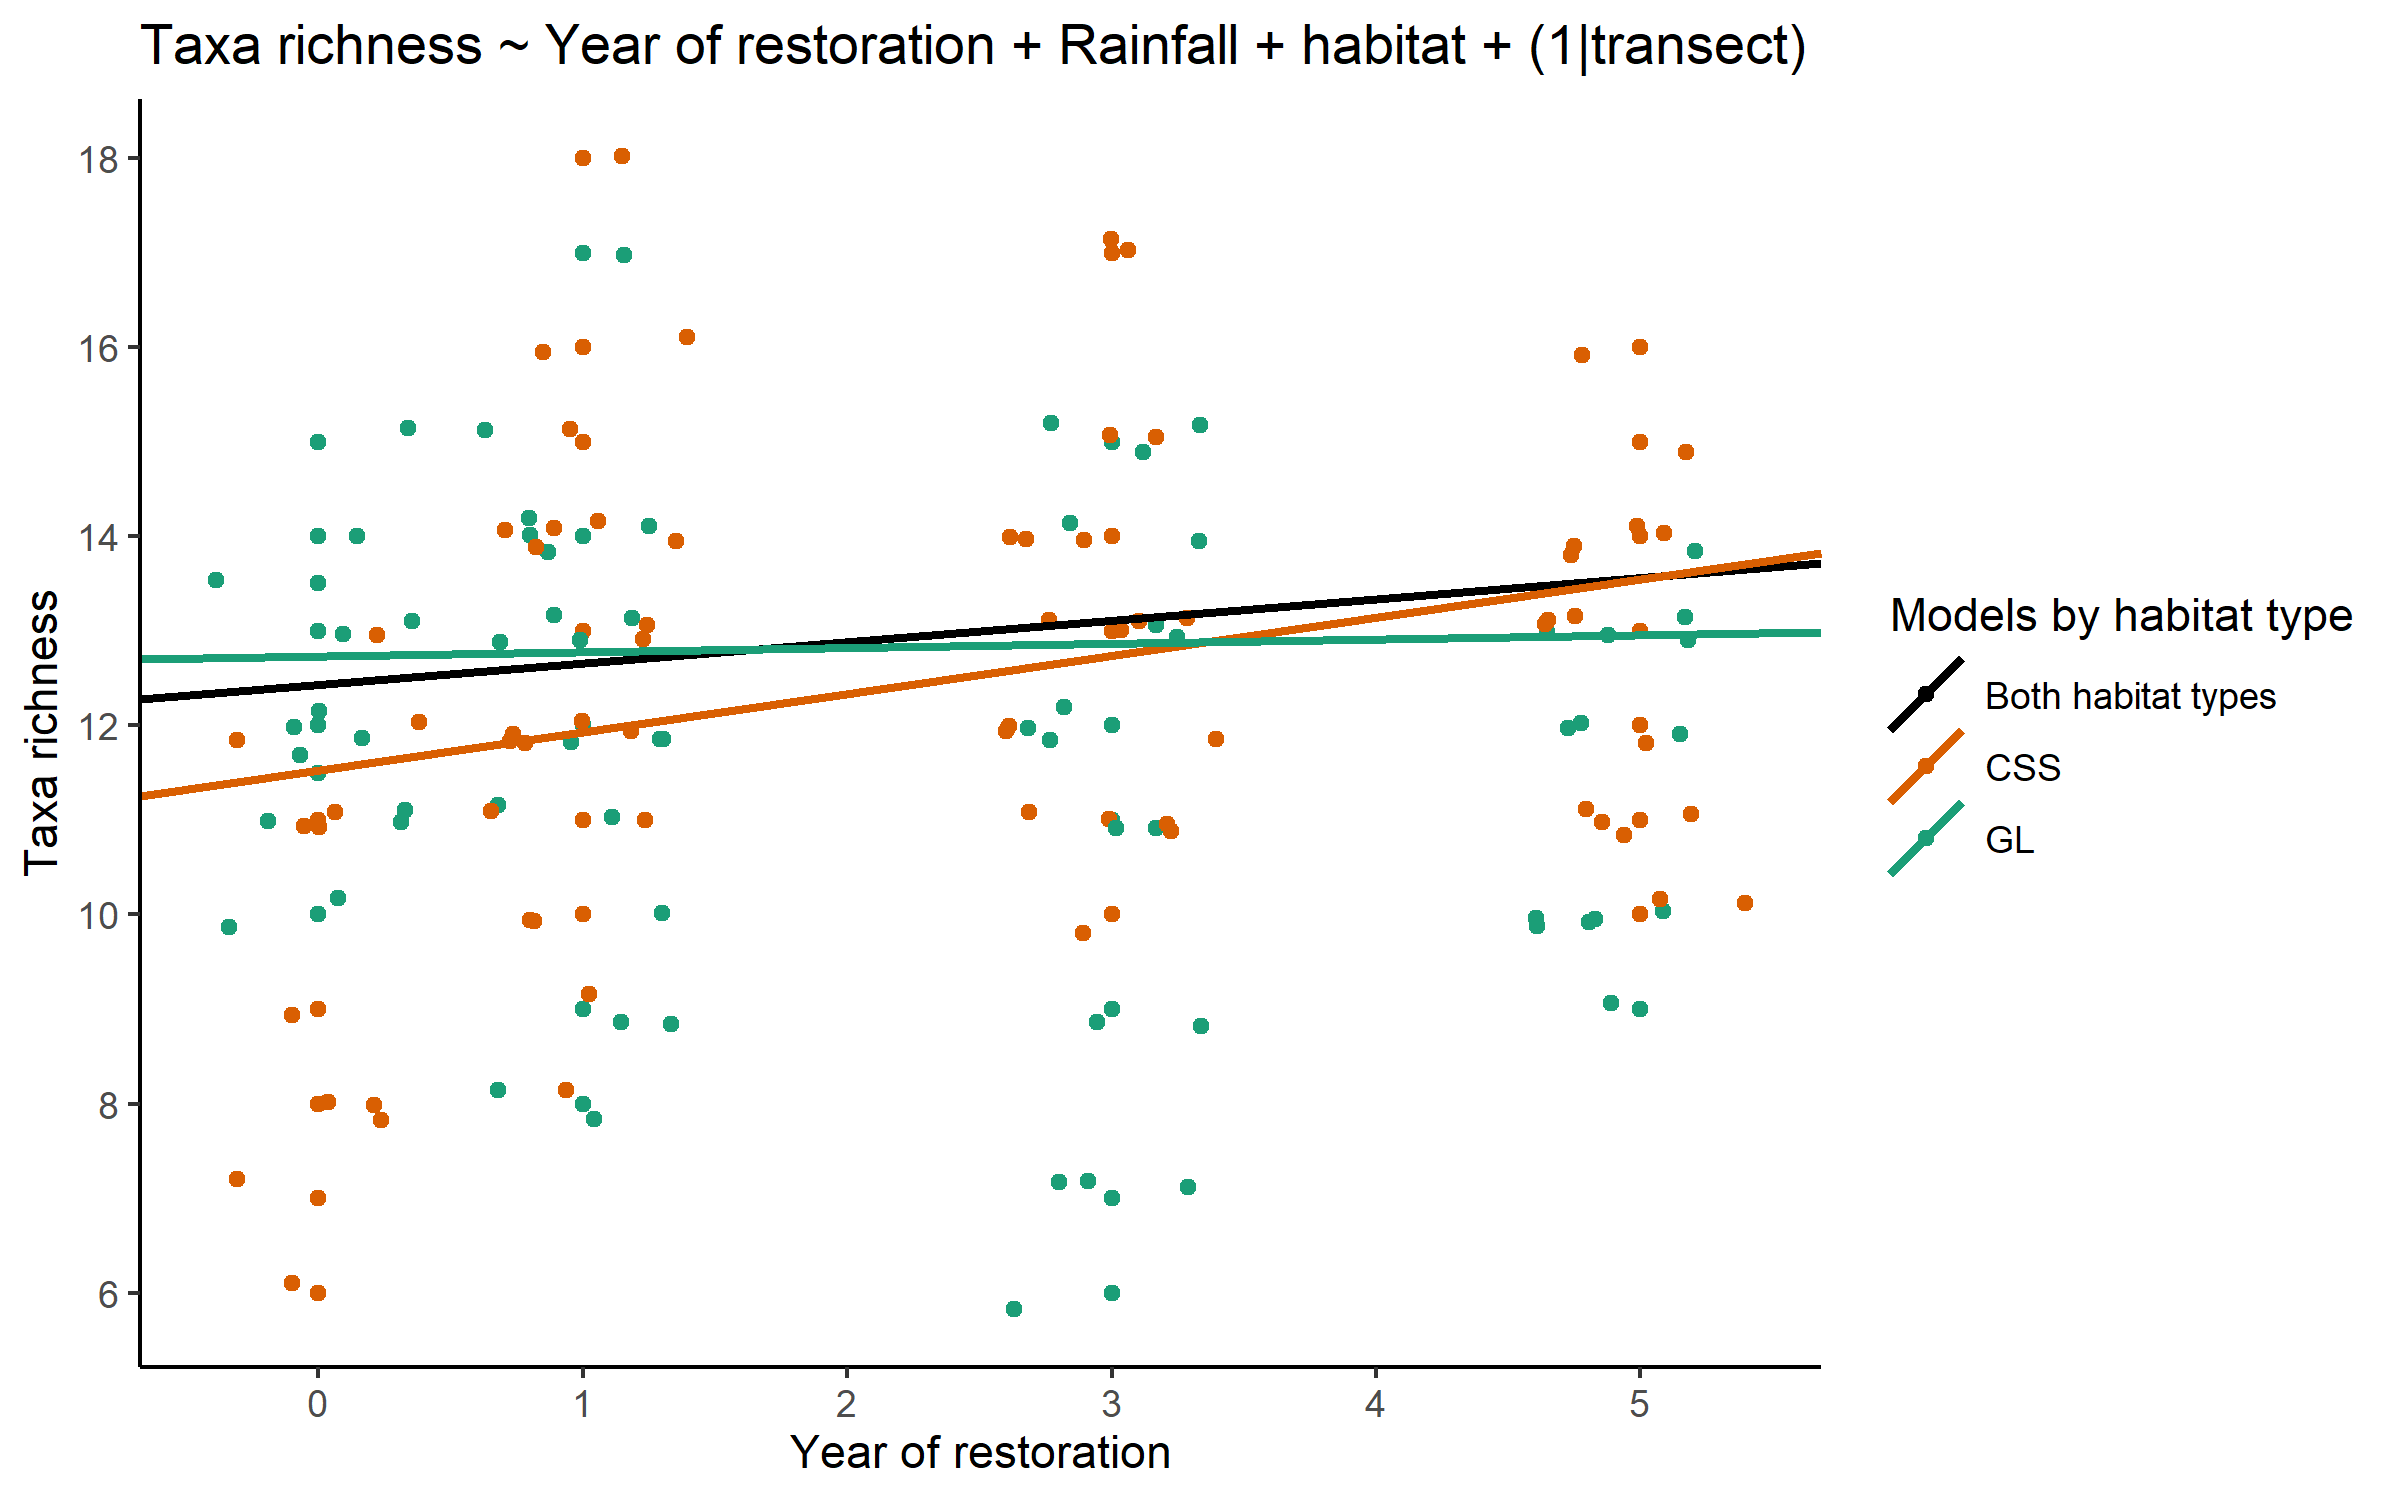 Taxa richness ~ Year of restoration + Rainfall + habitat + (1|transect)
18
16
14
12
10
8
6
Taxa richness
0 1 2 3 4 5
Year of restoration
Models by habitat type
Both habitat types
CSS
GL